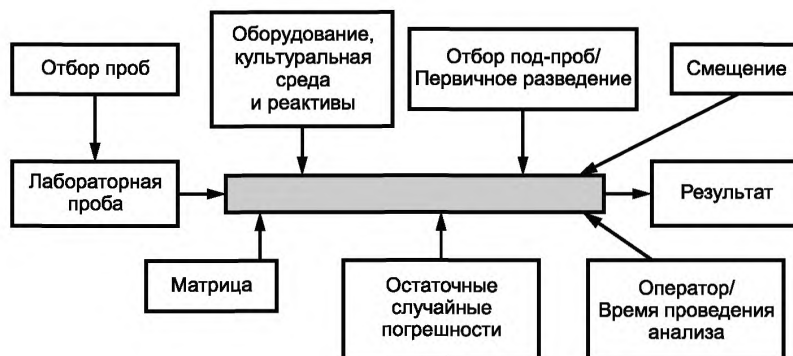 Отбор проб
Оборудование,
культуральная
среда
и реактивы
Отбор под-проб/
Первичное разведение
Смещение
Лабораторная
проба
Результат
Матрица
Остаточные
случайные
погрешности
Оператор/
Время проведения
анализа